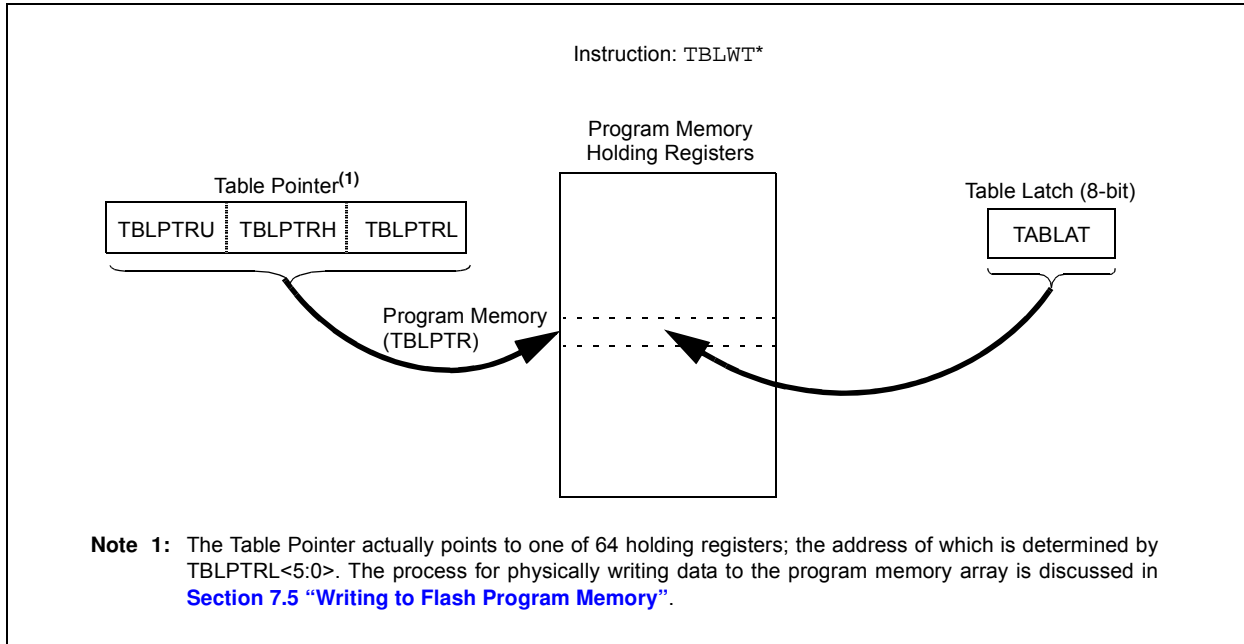 Instruction: TBLWT*
Program Memory
Holding Registers
Table Pointer(1)
Table Latch (8-bit)
TBLPTRU TBLPTRH TBLPTRL
TABLAT
Program Memory
(TBLPTR)
Note 1: The Table Pointer actually points to one of 64 holding registers; the address of which is determined by
TBLPTRL<5:0>. The process for physically writing data to the program memory array is discussed in
Section 7.5 “Writing to Flash Program Memory”.